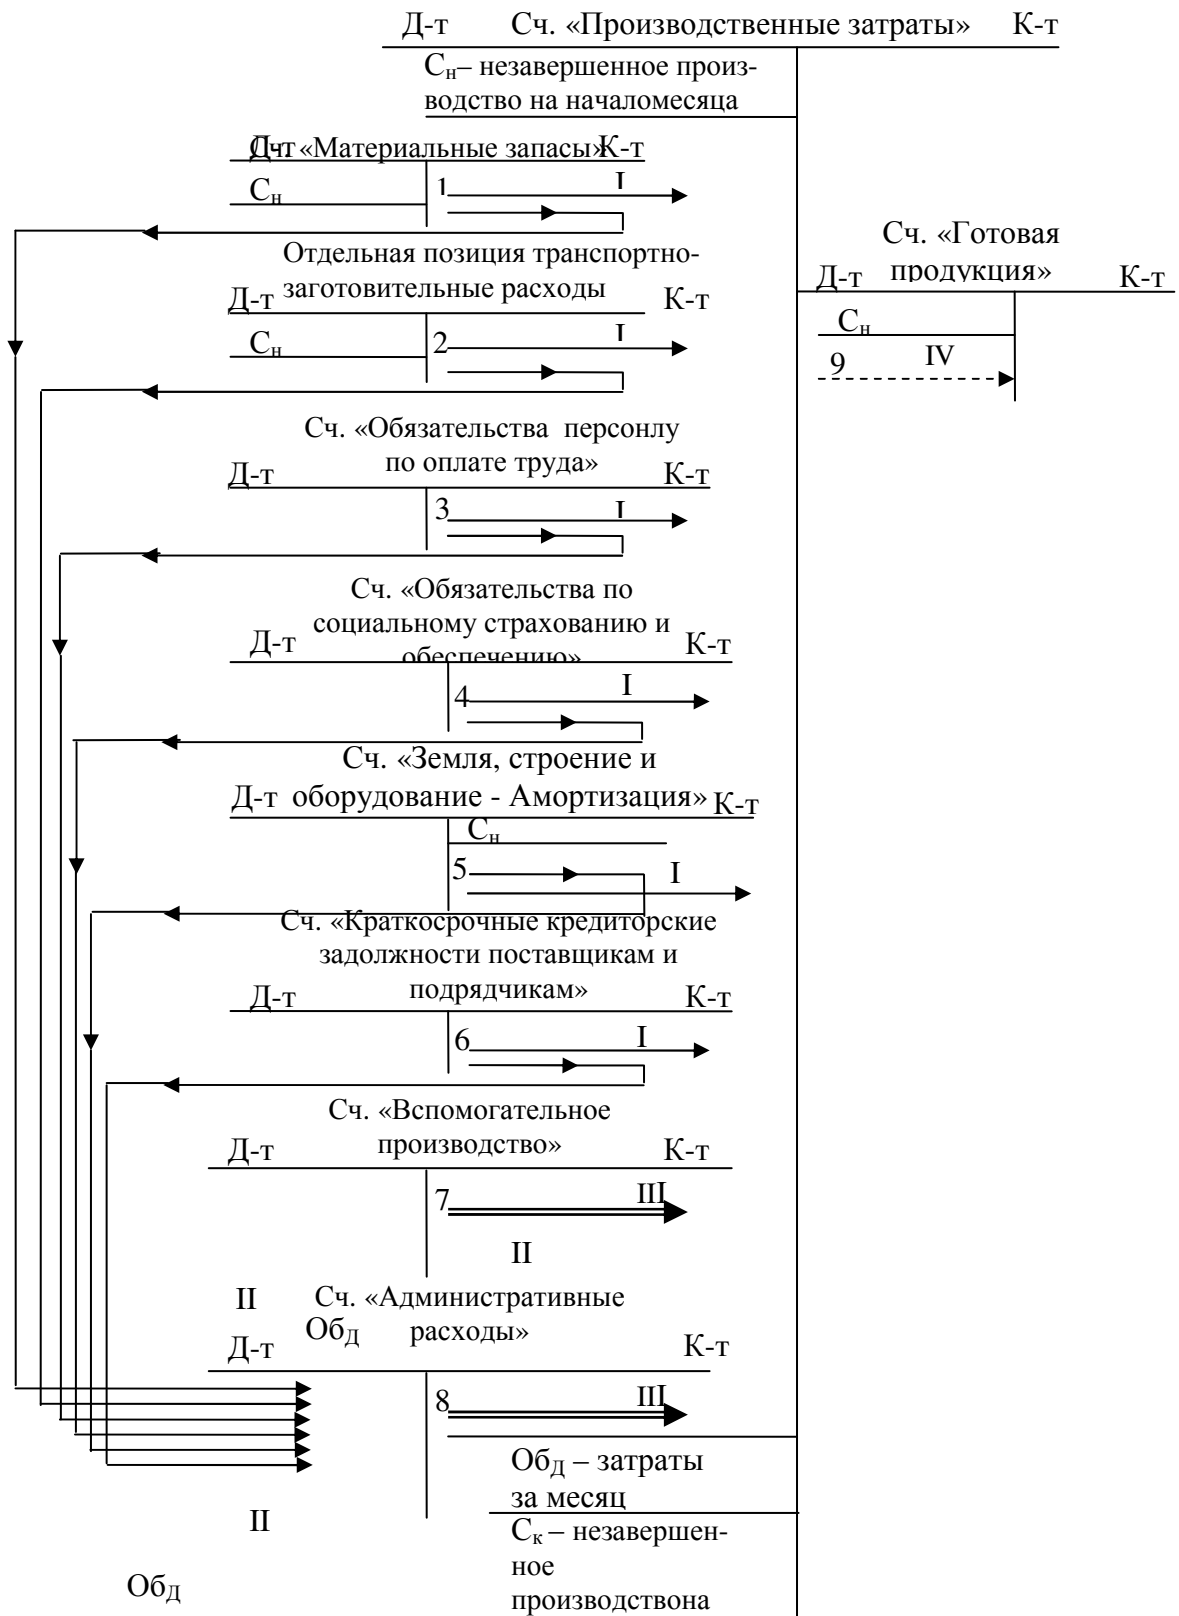 Д-т Сч. «Производственные затраты» К-т
Сн– незавершенное произ-
водство на началомесяца
Д-т Сч. «Материальные запасы» К-т
Сн 1 I
Отдельная позиция транспортно-
заготовительные расходы
Д-т К-т
Сн 2 I
Сч. «Готовая
продукция»
Д-т К-т
Сн
9 IV
Сч. «Обязательства персонлу
по оплате труда»
Д-т К-т
3 I
Сч. «Обязательства по
социальному страхованию и
обеспечению»
Д-т К-т
4 I
Сч. «Земля, строение и
Д-т оборудование - Амортизация» К-т
Сн
5 I
Сч. «Краткосрочные кредиторские
задолжности поставщикам и
подрядчикам»
Д-т К-т
6 I
Сч. «Вспомогательное
производство»
Д-т К-т
7 III
II
II Сч. «Административные
ОбД расходы»
Д-т К-т
8 III
ОбД – затраты
за месяц
II
Ск – незавершен-
ное
производствона
ОбД